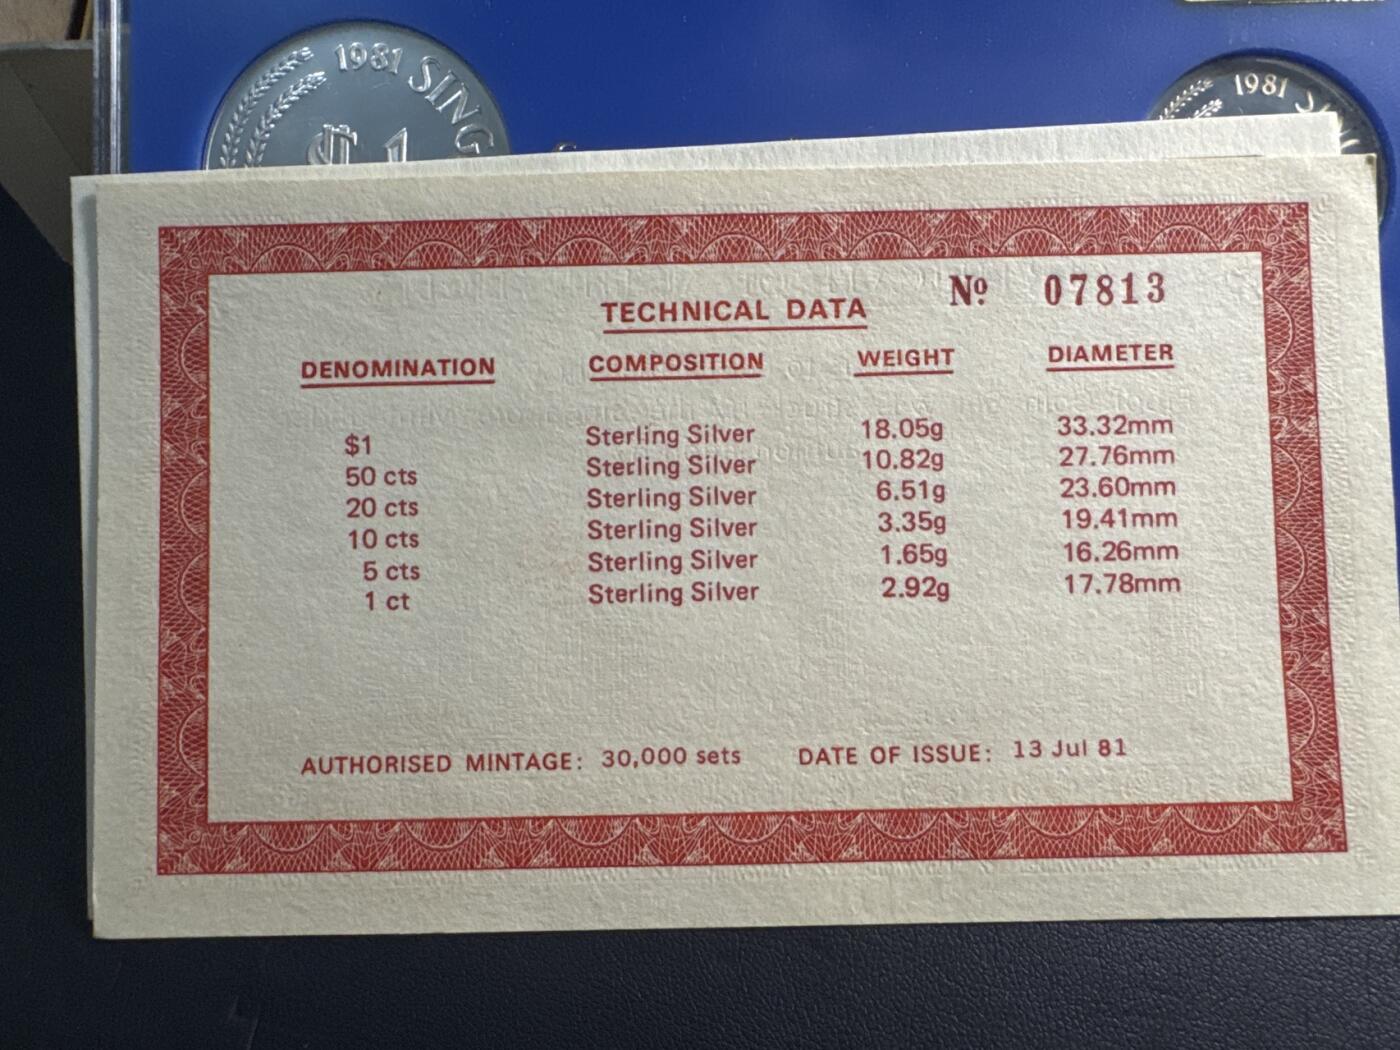 1981 SING
$1
1981
TECHNICAL DATA
Nº 07813
DENOMINATION COMPOSITION WEIGHT DIAMETER
$1 Sterling Silver 18.05g 33.32mm
50 cts Sterling Silver 10.82g 27.76mm
20 cts Sterling Silver 6.51g 23.60mm
10 cts Sterling Silver 3.35g 19.41mm
5 cts Sterling Silver 1.65g 16.26mm
1 ct Sterling Silver 2.92g 17.78mm
AUTHORISED MINTAGE: 30,000 sets DATE OF ISSUE: 13 Jul 81